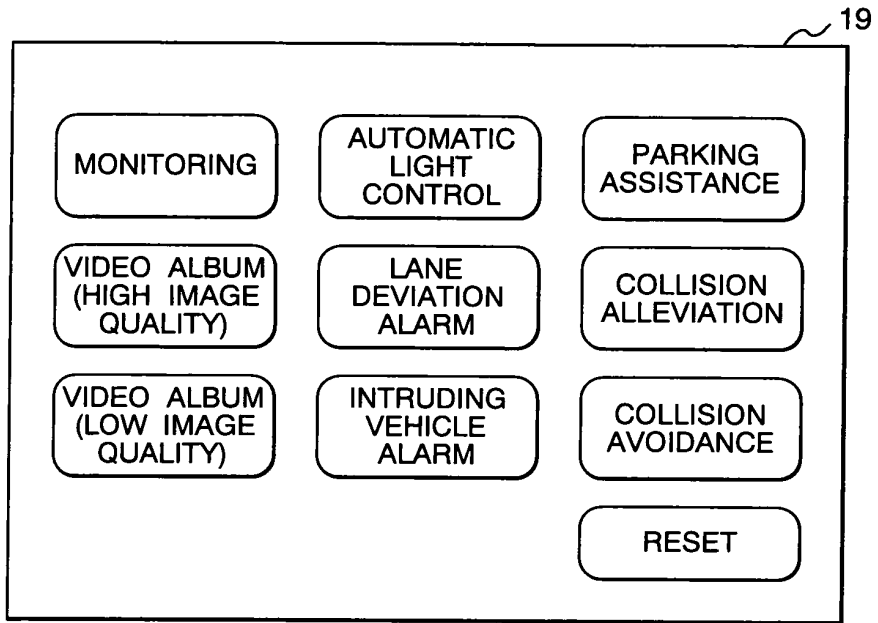 19
MONITORING
AUTOMATIC
LIGHT
CONTROL
PARKING
ASSISTANCE
VIDEO ALBUM
(HIGH IMAGE
QUALITY)
LANE
DEVIATION
ALARM
COLLISION
ALLEVIATION
VIDEO ALBUM
(LOW IMAGE
QUALITY)
INTRUDING
VEHICLE
ALARM
COLLISION
AVOIDANCE
RESET